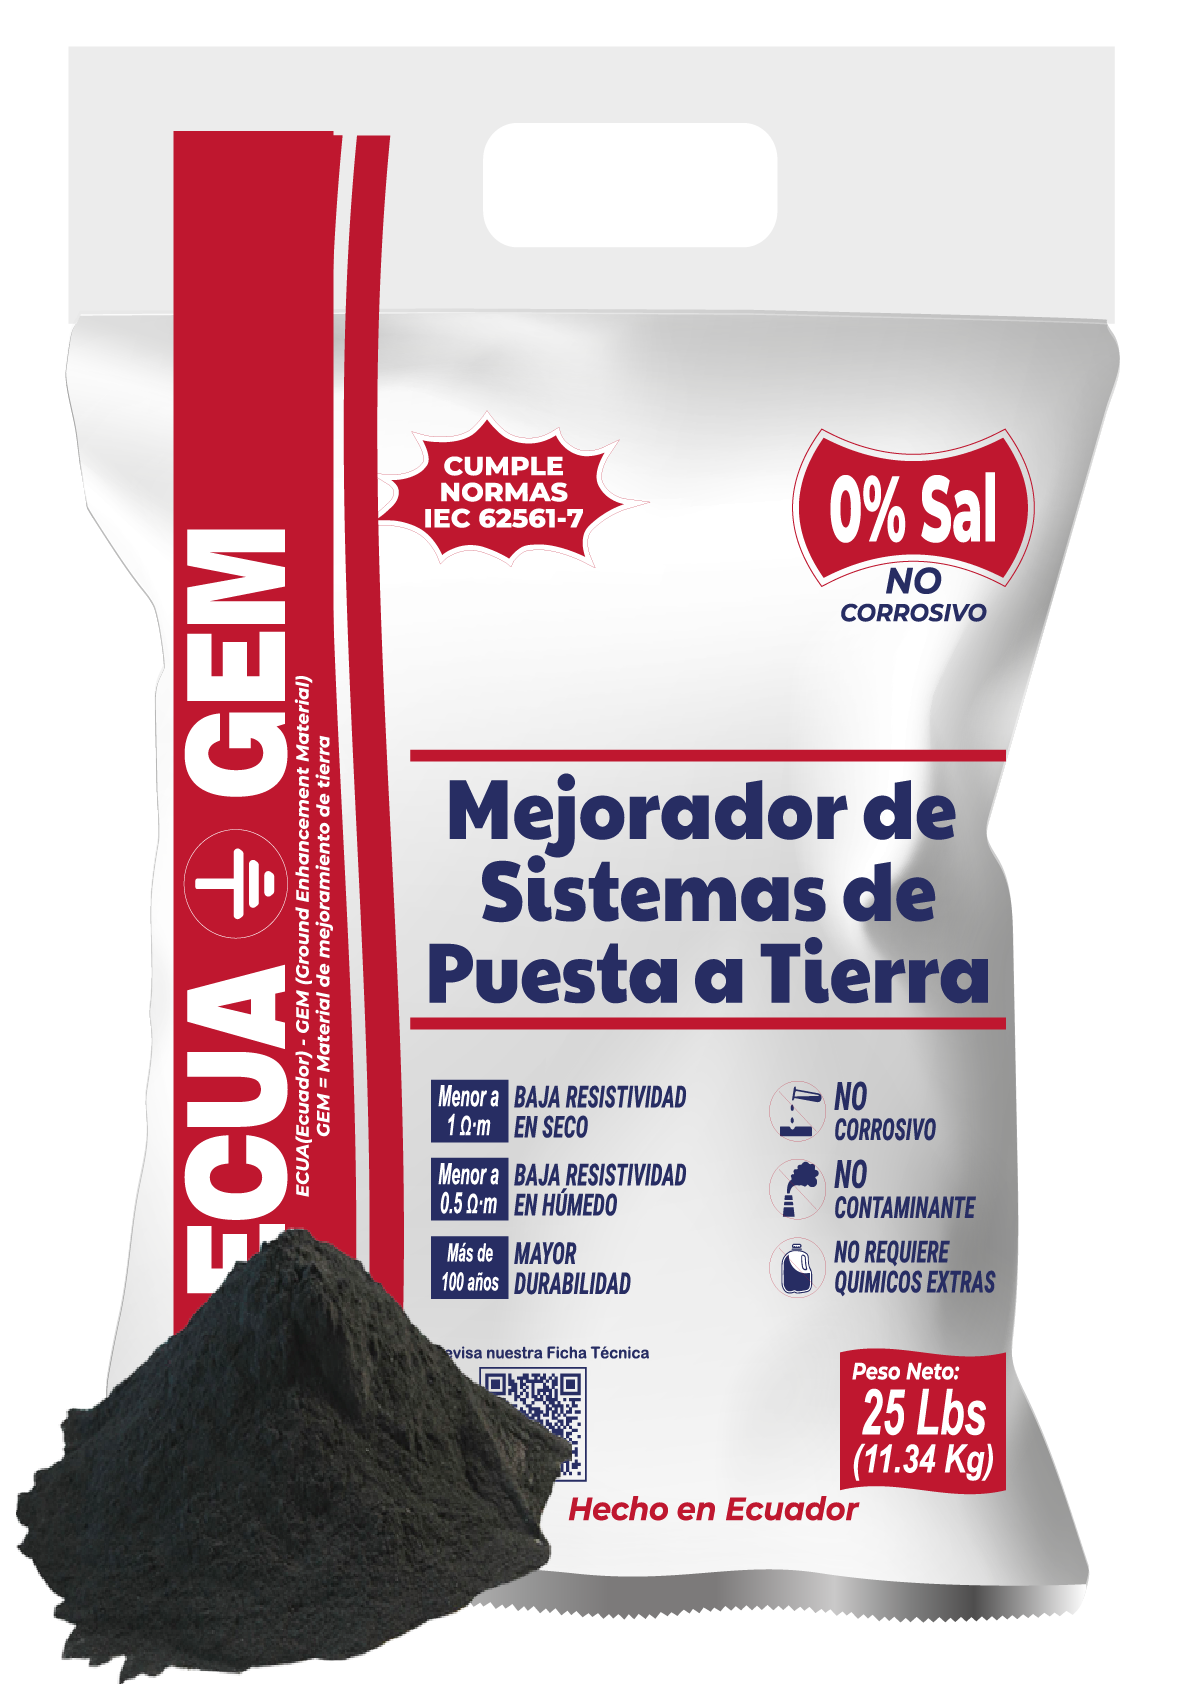 CUMPLE
NORMAS
IEC 62561-7
0% Sal
NO
CORROSIVO
ECUA GEM
ECUA(Ecuador) - GEM (Ground Enhancement Material)
GEM = Material de mejoramiento de tierra
Mejorador de
Sistemas de
Puesta a Tierra
Menor a
1 Ω·m
BAJA RESISTIVIDAD
EN SECO
Menor a
0.5 Ω·m
BAJA RESISTIVIDAD
EN HÚMEDO
Más de
100 años
MAYOR
DURABILIDAD
NO
CORROSIVO
NO
CONTAMINANTE
NO REQUIERE
QUIMICOS EXTRAS
evisa nuestra Ficha Técnica
Peso Neto:
25 Lbs
(11.34 Kg)
Hecho en Ecuador